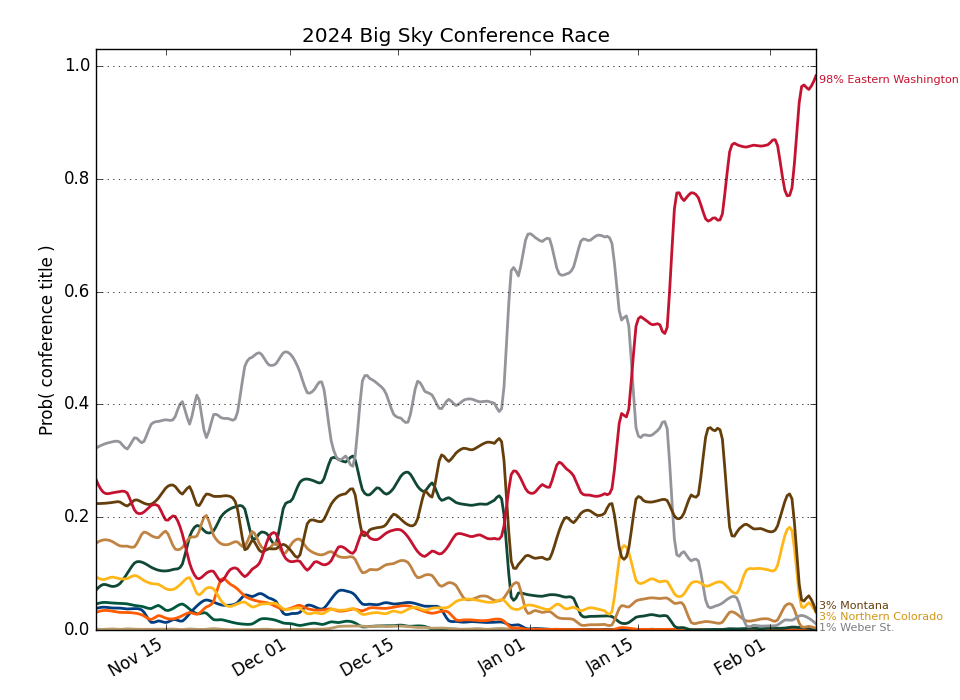 2024 Big Sky Conference Race
1.0
0.8
0.6
0.4
0.2
0.0
Prob( conference title )
98% Eastern Washington
3% Montana
3% Northern Colorado
1% Weber St.
Nov 15
Dec 01
Dec 15
Jan 01
Jan 15
Feb 01